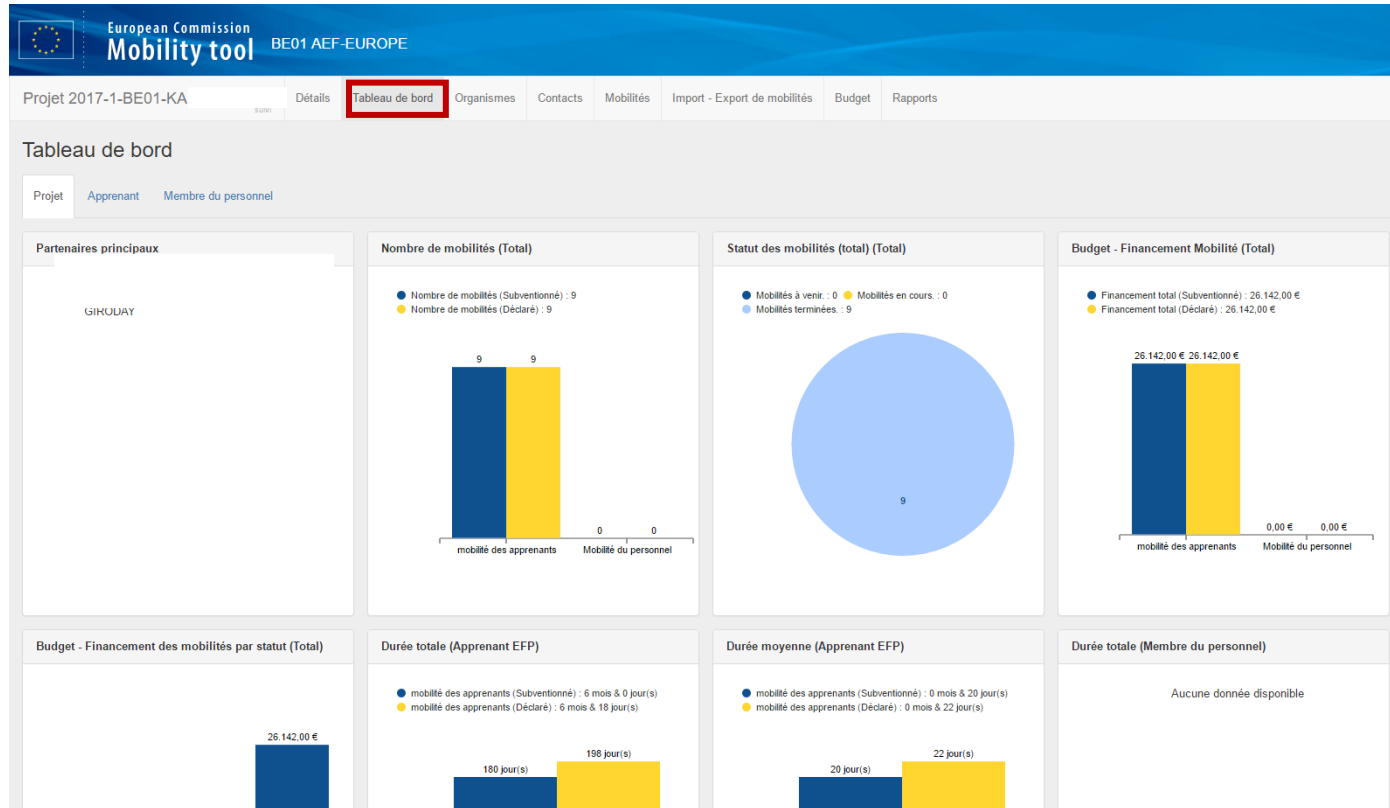 European Commission
Mobility tool
BE01 AEF-EUROPE
Projet 2017-1-BE01-KA
Détails Tableau de bord Organismes Contacts Mobilités Import - Export de mobilités Budget Rapports
Tableau de bord
Projet Apprenant Membre du personnel
Partenaires principaux
GIRODAY
Nombre de mobilités (Total)
Nombre de mobilités (Subventionné) : 9
Nombre de mobilités (Déclaré) : 9
9 9
0 0
mobilité des apprenants Mobilité du personnel
Statut des mobilités (total) (Total)
Mobilités à venir. : 0 Mobilités en cours. : 0
Mobilités terminées. : 9
9
Budget - Financement Mobilité (Total)
Financement total (Subventionné) : 26.142,00 €
Financement total (Déclaré) : 26.142,00 €
26.142,00 € 26.142,00 €
0,00 € 0,00 €
mobilité des apprenants Mobilité du personnel
Budget - Financement des mobilités par statut (Total)
26.142,00 €
Durée totale (Apprenant EFP)
mobilité des apprenants (Subventionné) : 6 mois & 0 jour(s)
mobilité des apprenants (Déclaré) : 6 mois & 18 jour(s)
198 jour(s)
180 jour(s)
Durée moyenne (Apprenant EFP)
mobilité des apprenants (Subventionné) : 0 mois & 20 jour(s)
mobilité des apprenants (Déclaré) : 0 mois & 22 jour(s)
22 jour(s)
20 jour(s)
Durée totale (Membre du personnel)
Aucune donnée disponible